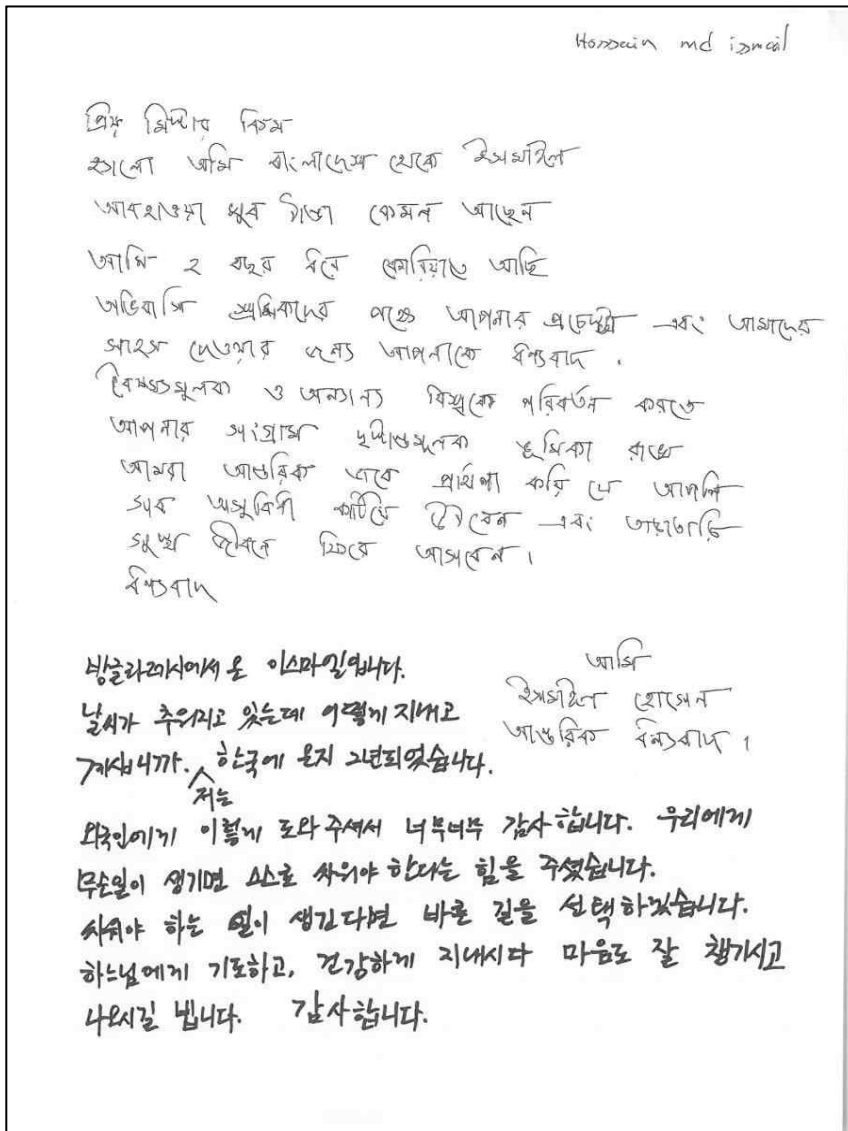 Hossain md ismail
প্রিয় মিস্টার কিম
হ্যালো আমি বাংলাদেশ থেকে ইসমাইল
আবহাওয়া খুব ঠান্ডা কেমন আছেন
আমি ২ বছর ধরে কোরিয়াতে আছি
অভিবাসি শ্রমিকদের পক্ষে আপনার প্রচেষ্টা এবং আমাদের
সাহস দেওয়ার জন্য আপনাকে ধন্যবাদ।
বৈষম্যমূলক ও অন্যান্য বিশ্বকে পরিবর্তন করতে
আপনার সংগ্রাম দৃষ্টান্তমূলক ভূমিকা রাখে
আমরা আন্তরিক ভাবে প্রার্থনা করি যে আপনি
সব অসুবিধা কাটিয়ে উঠবেন এবং তাড়াতাড়ি
সুস্থ জীবনে ফিরে আসবেন।
ধন্যবাদ
আমি
ইসমাইল হোসেন
আন্তরিক ধন্যবাদ।
방글라데시에서 온 이스마일입니다.
날씨가 추워지고 있는데 어떻게 지내고
계십니까. 저는 한국에 온지 2년되었습니다.
외국인에게 이렇게 도와 주셔서 너무너무 감사합니다. 우리에게
무슨일이 생기면 스스로 싸워야 한다는 힘을 주셨습니다.
싸워야 하는 일이 생긴다면 바른 길을 선택하겠습니다.
하느님에게 기도하고, 건강하게 지내시다 마음도 잘 챙기시고
나오시길 빕니다. 감사합니다.